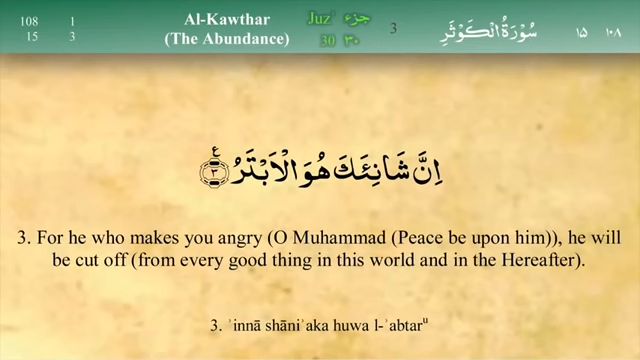 108 1
15 3
Al-Kawthar
(The Abundance)
Juz' جزء
30 ٣٠
3
سُوْرَةُ الْكَوْثَرِ
١٥ ١٠٨
اِنَّ شَانِئَكَ هُوَ الْاَبْتَرُ ع ٣
3. For he who makes you angry (O Muhammad (Peace be upon him)), he will
be cut off (from every good thing in this world and in the Hereafter).
3. ʾinnā shāniʾaka huwa l-ʾabtarᵘ